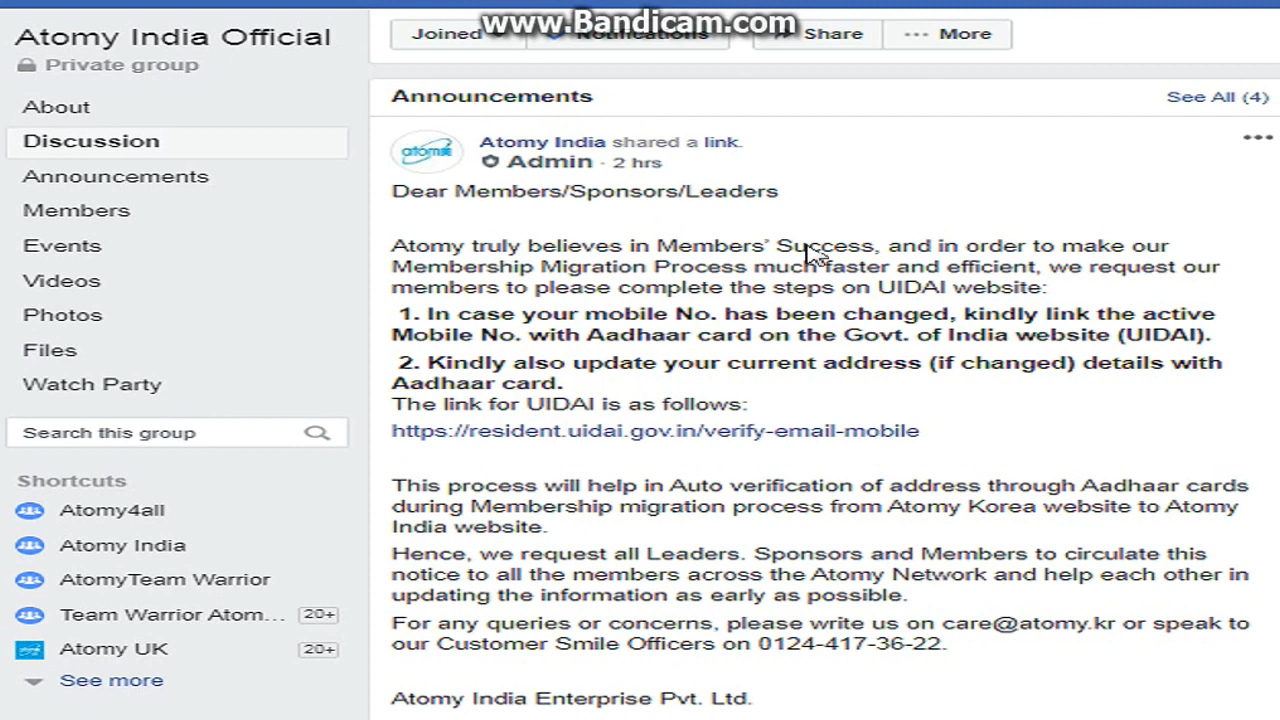 www.Bandicam.com
Atomy India Official
Private group
About
Discussion
Announcements
Members
Events
Videos
Photos
Files
Watch Party
Search this group
Shortcuts
Atomy4all
Atomy India
AtomyTeam Warrior
Team Warrior Atom... 20+
Atomy UK 20+
See more
Joined Notifications Share ... More
Announcements See All (4)
atomy
Atomy India shared a link.
Admin · 2 hrs
Dear Members/Sponsors/Leaders
Atomy truly believes in Members' Success, and in order to make our
Membership Migration Process much faster and efficient, we request our
members to please complete the steps on UIDAI website:
1. In case your mobile No. has been changed, kindly link the active
Mobile No. with Aadhaar card on the Govt. of India website (UIDAI).
2. Kindly also update your current address (if changed) details with
Aadhaar card.
The link for UIDAI is as follows:
https://resident.uidai.gov.in/verify-email-mobile
This process will help in Auto verification of address through Aadhaar cards
during Membership migration process from Atomy Korea website to Atomy
India website.
Hence, we request all Leaders. Sponsors and Members to circulate this
notice to all the members across the Atomy Network and help each other in
updating the information as early as possible.
For any queries or concerns, please write us on care@atomy.kr or speak to
our Customer Smile Officers on 0124-417-36-22.
Atomy India Enterprise Pvt. Ltd.